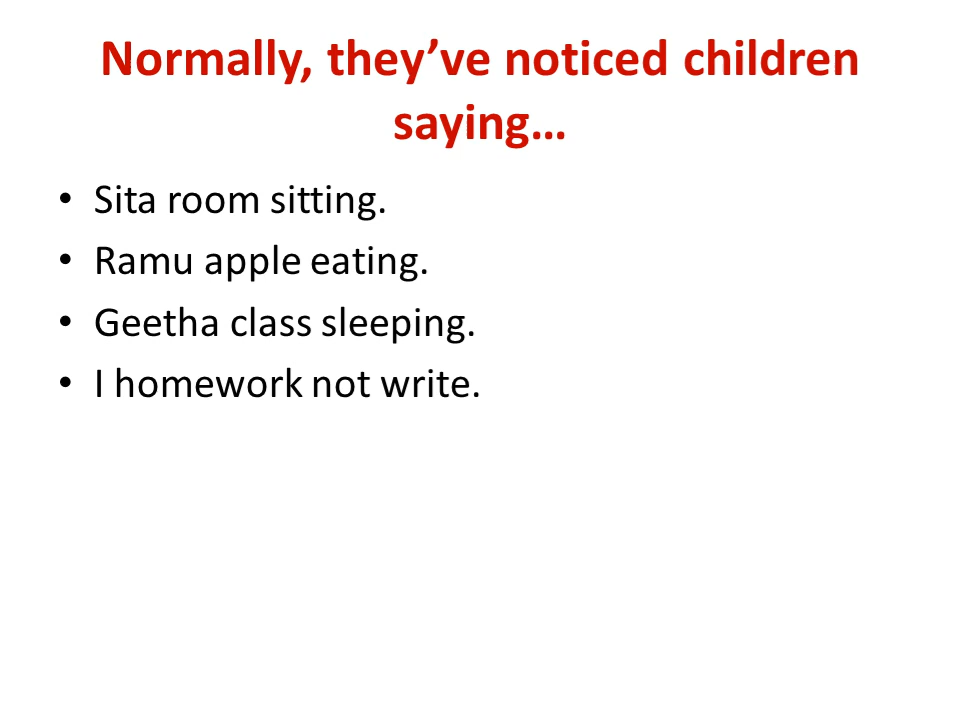 Normally, they’ve noticed children
saying…
• Sita room sitting.
• Ramu apple eating.
• Geetha class sleeping.
• I homework not write.